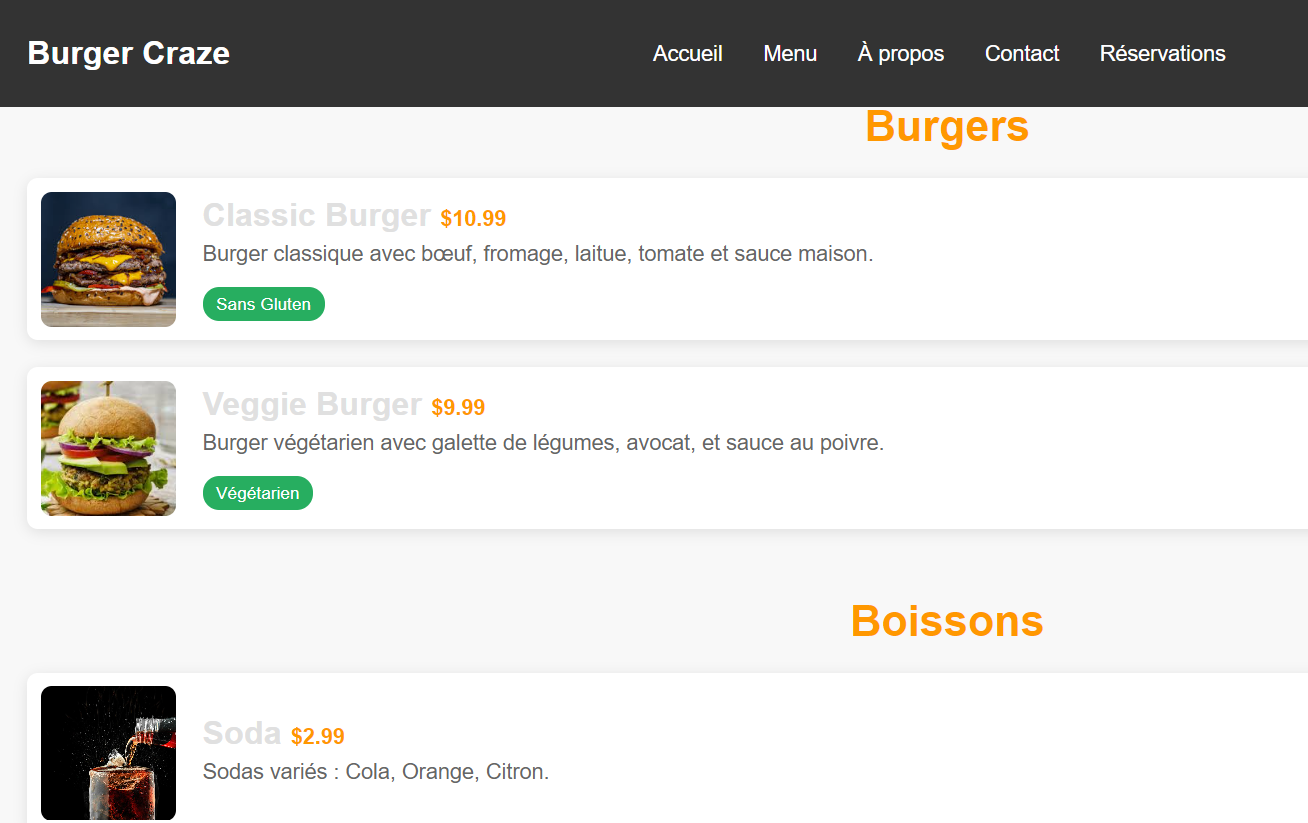 Burger Craze Accueil Menu À propos Contact Réservations
Burgers
Classic Burger $10.99
Burger classique avec bœuf, fromage, laitue, tomate et sauce maison.
Sans Gluten
Veggie Burger $9.99
Burger végétarien avec galette de légumes, avocat, et sauce au poivre.
Végétarien
Boissons
Soda $2.99
Sodas variés : Cola, Orange, Citron.